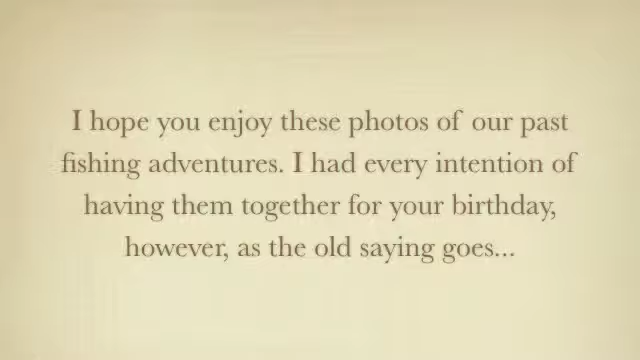 I hope you enjoy these photos of our past
fishing adventures. I had every intention of
having them together for your birthday,
however, as the old saying goes...